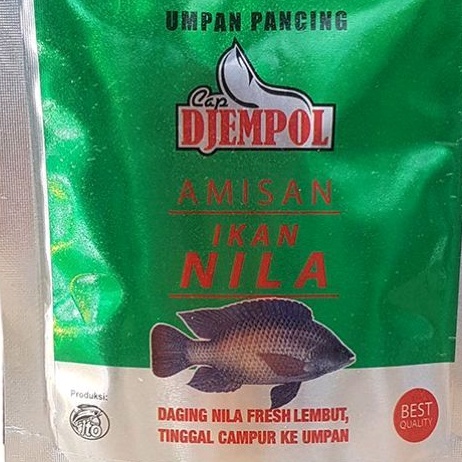 UMPAN PANCING
Cap
DJEMPOL
AMISAN
IKAN
NILA
Produksi:
DAGING NILA FRESH LEMBUT,
TINGGAL CAMPUR KE UMPAN
BEST
QUALITY